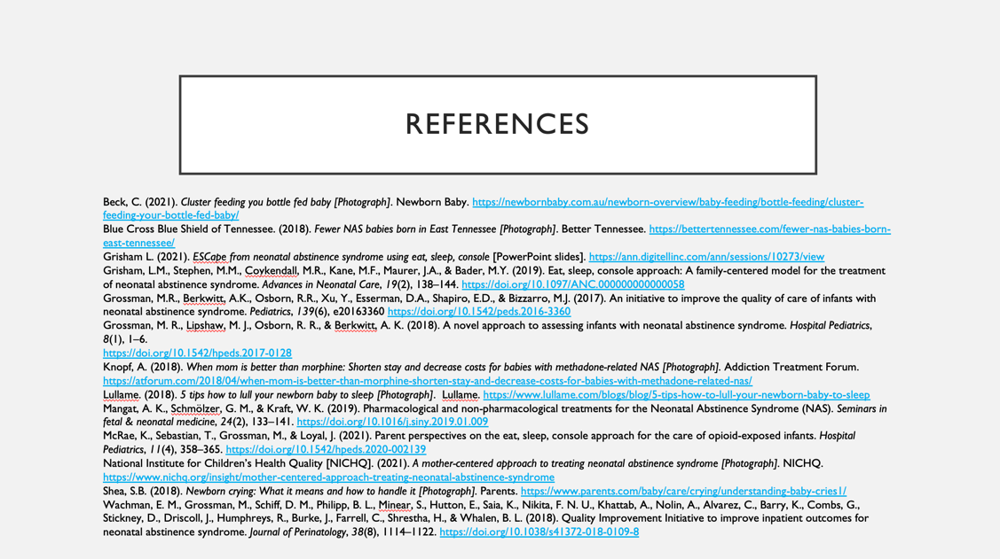 REFERENCES
Beck, C. (2021). Cluster feeding you bottle fed baby [Photograph]. Newborn Baby. https://newbornbaby.com.au/newborn-overview/baby-feeding/bottle-feeding/cluster-
feeding-your-bottle-fed-baby/
Blue Cross Blue Shield of Tennessee. (2018). Fewer NAS babies born in East Tennessee [Photograph]. Better Tennessee. https://bettertennessee.com/fewer-nas-babies-born-
east-tennessee/
Grisham L. (2021). ESCape from neonatal abstinence syndrome using eat, sleep, console [PowerPoint slides]. https://ann.digitellinc.com/ann/sessions/10273/view
Grisham, L.M., Stephen, M.M., Coykendall, M.R., Kane, M.F., Maurer, J.A., & Bader, M.Y. (2019). Eat, sleep, console approach: A family-centered model for the treatment
of neonatal abstinence syndrome. Advances in Neonatal Care, 19(2), 138–144. https://doi.org/10.1097/ANC.000000000000058
Grossman, M.R., Berkwitt, A.K., Osborn, R.R., Xu, Y., Esserman, D.A., Shapiro, E.D., & Bizzarro, M.J. (2017). An initiative to improve the quality of care of infants with
neonatal abstinence syndrome. Pediatrics, 139(6), e20163360 https://doi.org/10.1542/peds.2016-3360
Grossman, M. R., Lipshaw, M. J., Osborn, R. R., & Berkwitt, A. K. (2018). A novel approach to assessing infants with neonatal abstinence syndrome. Hospital Pediatrics,
8(1), 1–6.
https://doi.org/10.1542/hpeds.2017-0128
Knopf, A. (2018). When mom is better than morphine: Shorten stay and decrease costs for babies with methadone-related NAS [Photograph]. Addiction Treatment Forum.
https://atforum.com/2018/04/when-mom-is-better-than-morphine-shorten-stay-and-decrease-costs-for-babies-with-methadone-related-nas/
Lullame. (2018). 5 tips how to lull your newborn baby to sleep [Photograph]. Lullame. https://www.lullame.com/blogs/blog/5-tips-how-to-lull-your-newborn-baby-to-sleep
Mangat, A. K., Schmölzer, G. M., & Kraft, W. K. (2019). Pharmacological and non-pharmacological treatments for the Neonatal Abstinence Syndrome (NAS). Seminars in
fetal & neonatal medicine, 24(2), 133–141. https://doi.org/10.1016/j.siny.2019.01.009
McRae, K., Sebastian, T., Grossman, M., & Loyal, J. (2021). Parent perspectives on the eat, sleep, console approach for the care of opioid-exposed infants. Hospital
Pediatrics, 11(4), 358–365. https://doi.org/10.1542/hpeds.2020-002139
National Institute for Children's Health Quality [NICHQ]. (2021). A mother-centered approach to treating neonatal abstinence syndrome [Photograph]. NICHQ.
https://www.nichq.org/insight/mother-centered-approach-treating-neonatal-abstinence-syndrome
Shea, S.B. (2018). Newborn crying: What it means and how to handle it [Photograph]. Parents. https://www.parents.com/baby/care/crying/understanding-baby-cries1/
Wachman, E. M., Grossman, M., Schiff, D. M., Philipp, B. L., Minear, S., Hutton, E., Saia, K., Nikita, F. N. U., Khattab, A., Nolin, A., Alvarez, C., Barry, K., Combs, G.,
Stickney, D., Driscoll, J., Humphreys, R., Burke, J., Farrell, C., Shrestha, H., & Whalen, B. L. (2018). Quality Improvement Initiative to improve inpatient outcomes for
neonatal abstinence syndrome. Journal of Perinatology, 38(8), 1114–1122. https://doi.org/10.1038/s41372-018-0109-8